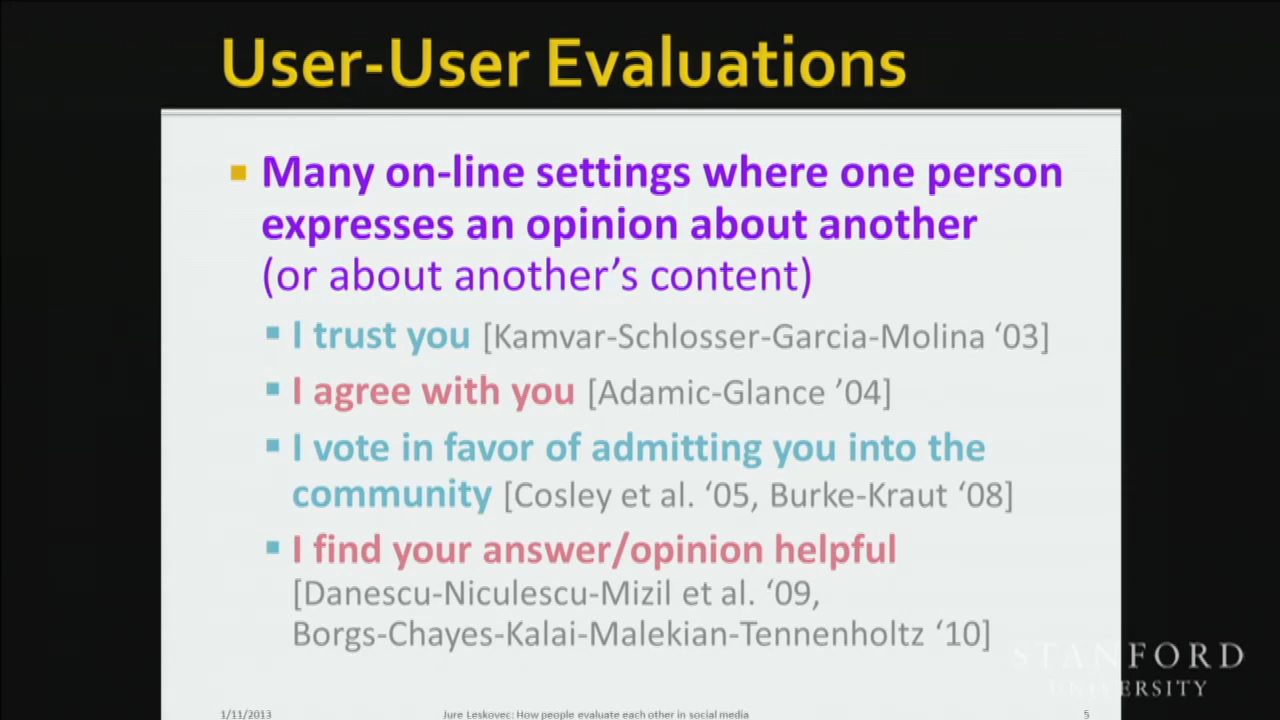 User-User Evaluations
Many on-line settings where one person
expresses an opinion about another
(or about another's content)
I trust you [Kamvar-Schlosser-Garcia-Molina ‘03]
I agree with you [Adamic-Glance ’04]
I vote in favor of admitting you into the
community [Cosley et al. ‘05, Burke-Kraut ‘08]
I find your answer/opinion helpful
[Danescu-Niculescu-Mizil et al. ‘09,
Borgs-Chayes-Kalai-Malekian-Tennenholtz ‘10]
STANFORD
UNIVERSITY
1/11/2013
Jure Leskovec: How people evaluate each other in social media
5